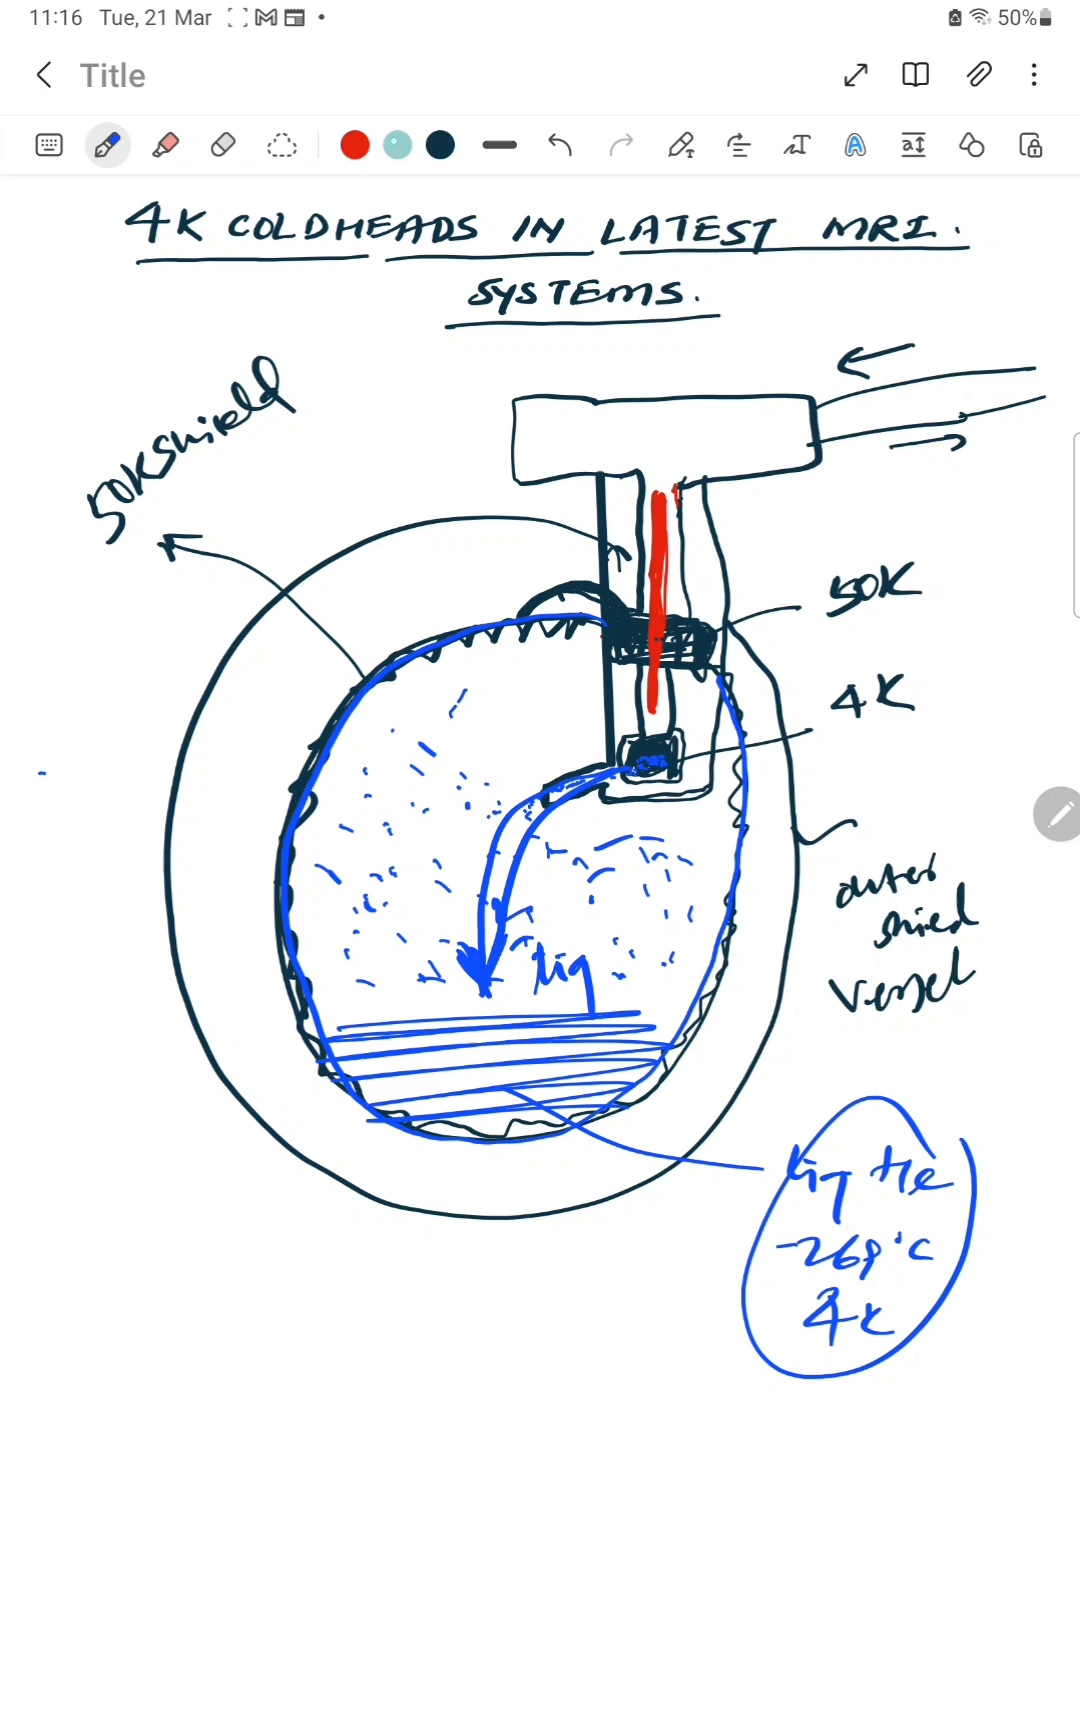 11:16 Tue, 21 Mar
50%
Title
4K COLDHEADS IN LATEST MRI.
SYSTEMS.
50K shield
50K
4K
outer
shied
vessel
liq
liq He
-269°C
4K